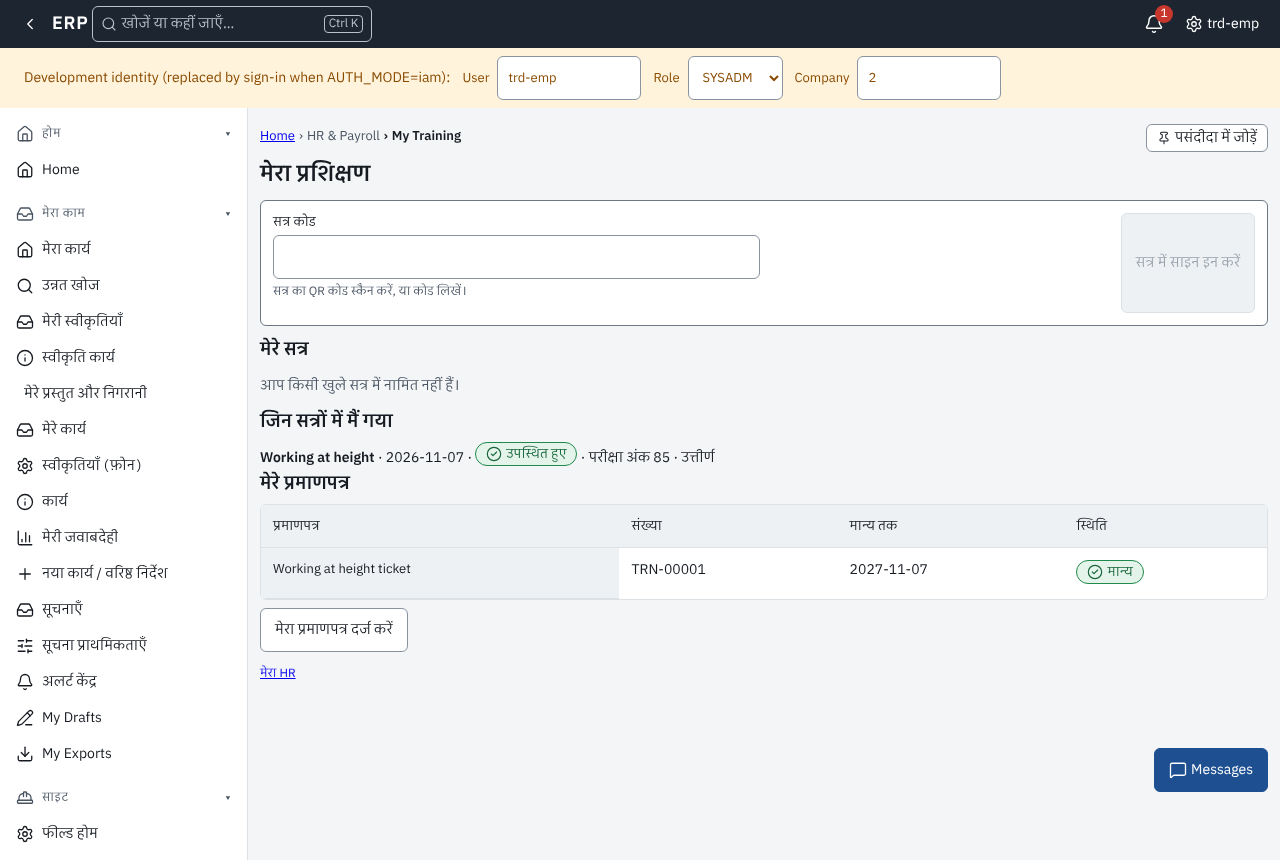 ERP
खोजें या कहीं जाएँ...
Ctrl K
1
trd-emp
Development identity (replaced by sign-in when AUTH_MODE=iam):
User
trd-emp
Role
SYSADM
Company
2
होम
Home
मेरा काम
मेरा कार्य
उन्नत खोज
मेरी स्वीकृतियाँ
स्वीकृति कार्य
मेरे प्रस्तुत और निगरानी
मेरे कार्य
स्वीकृतियाँ (फ़ोन)
कार्य
मेरी जवाबदेही
नया कार्य / वरिष्ठ निर्देश
सूचनाएँ
सूचना प्राथमिकताएँ
अलर्ट केंद्र
My Drafts
My Exports
साइट
फील्ड होम
Home › HR & Payroll › My Training
पसंदीदा में जोड़ें
मेरा प्रशिक्षण
सत्र कोड
सत्र का QR कोड स्कैन करें, या कोड लिखें।
सत्र में साइन इन करें
मेरे सत्र
आप किसी खुले सत्र में नामित नहीं हैं।
जिन सत्रों में मैं गया
Working at height · 2026-11-07 · उपस्थित हुए · परीक्षा अंक 85 · उत्तीर्ण
मेरे प्रमाणपत्र
प्रमाणपत्र संख्या मान्य तक स्थिति
Working at height ticket TRN-00001 2027-11-07 मान्य
मेरा प्रमाणपत्र दर्ज करें
मेरा HR
Messages